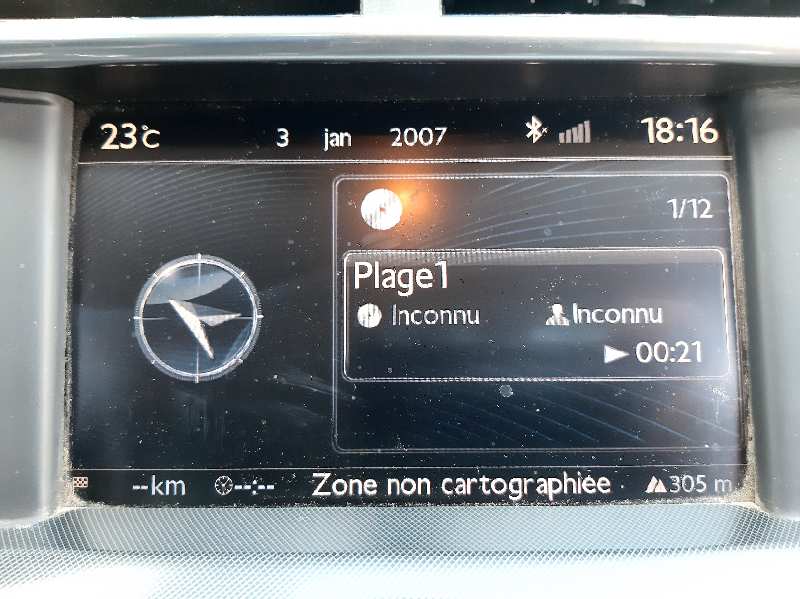 23°C 3 jan 2007 18:16
1/12
Plage1
Inconnu Inconnu
00:21
--km --:-- Zone non cartographiée 305 m